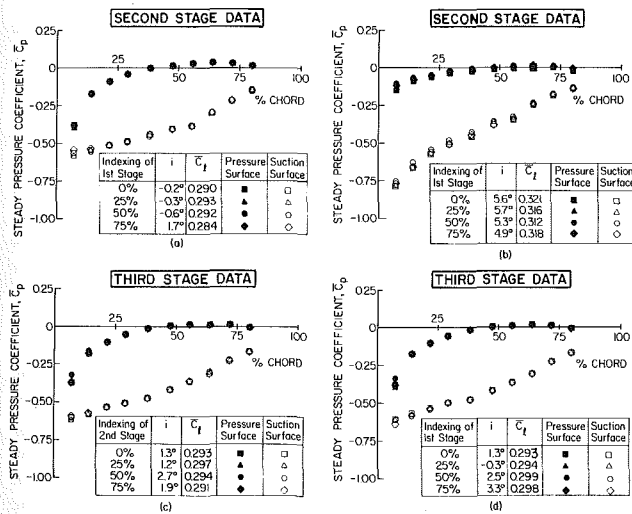 SECOND STAGE DATA
STEADY PRESSURE COEFFICIENT, C̄p
0.25
0
-0.25
-0.50
-0.75
-1.00
25 50 75 100
% CHORD
Indexing of 1st Stage | i | C̄ℓ | Pressure Surface | Suction Surface
0% -0.2° 0.290
25% -0.3° 0.293
50% -0.6° 0.292
75% 1.7° 0.284
(a)
SECOND STAGE DATA
STEADY PRESSURE COEFFICIENT, C̄p
0.25
0
-0.25
-0.50
-0.75
-1.00
25 50 75 100
% CHORD
Indexing of 1st Stage | i | C̄ℓ | Pressure Surface | Suction Surface
0% 5.6° 0.321
25% 5.7° 0.316
50% 5.3° 0.312
75% 4.9° 0.318
(b)
THIRD STAGE DATA
STEADY PRESSURE COEFFICIENT, C̄p
0.25
0
-0.25
-0.50
-0.75
-1.00
25 50 75 100
% CHORD
Indexing of 2nd Stage | i | C̄ℓ | Pressure Surface | Suction Surface
0% 1.3° 0.293
25% 1.2° 0.297
50% 2.7° 0.294
75% 1.9° 0.291
(c)
THIRD STAGE DATA
STEADY PRESSURE COEFFICIENT, C̄p
0.25
0
-0.25
-0.50
-0.75
-1.00
25 50 75 100
% CHORD
Indexing of 1st Stage | i | C̄ℓ | Pressure Surface | Suction Surface
0% 1.3° 0.293
25% -0.3° 0.294
50% 2.5° 0.299
75% 3.3° 0.298
(d)